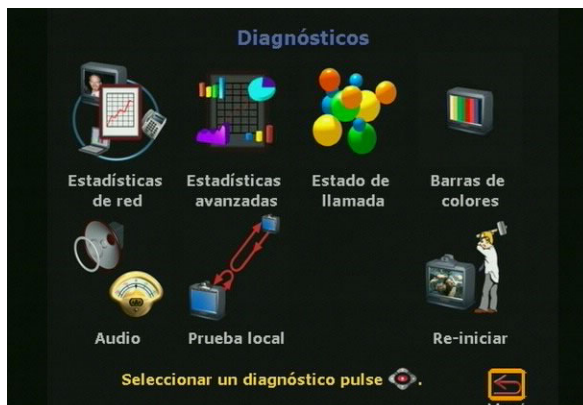 Diagnósticos
Estadísticas de red
Estadísticas avanzadas
Estado de llamada
Barras de colores
Audio
Prueba local
Re-iniciar
Seleccionar un diagnóstico pulse .